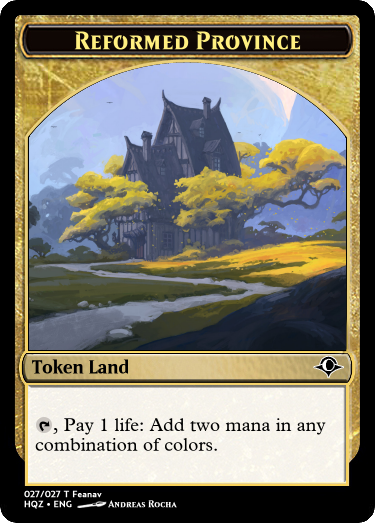 REFORMED PROVINCE
Token Land
, Pay 1 life: Add two mana in any
combination of colors.
027/027 T Feanav
HQZ • ENG ANDREAS ROCHA